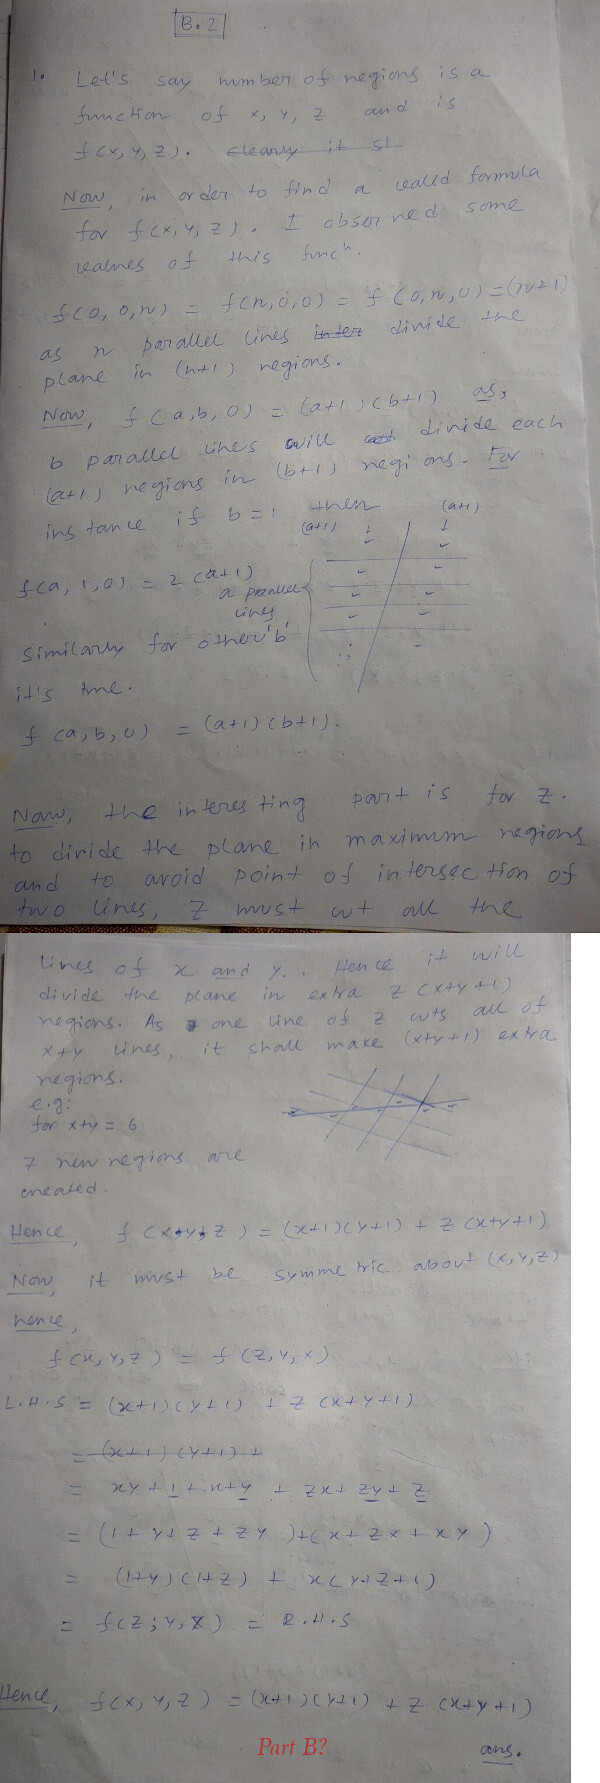 B.2
1. Let's say number of regions is a
function of x, y, z and is
f(x,y,z). clearly it
Now, in order to find a valid formula
for f(x,y,z). I observed some
values of this funcn.
f(0,0,n) = f(n,0,0) = f(0,n,0) = (n+1)
as n parallel lines inter divide the
plane in (n+1) regions.
Now, f(a,b,0) = (a+1)(b+1) as,
b parallel lines will divide each
(a+1) regions in (b+1) regions. For
instance if b=1 then
(a+1) (a+1)
f(a,1,0) = 2(a+1)
a parallel
lines
Similarly for other 'b'
it's true.
f(a,b,0) = (a+1)(b+1).
Now, the interesting part is for z.
to divide the plane in maximum regions
and to avoid point of intersection of
two lines, z must cut all the
lines of x and y. Hence it will
divide the plane in extra z(x+y+1)
regions. As one line of z cuts all of
x+y lines, it shall make (x+y+1) extra
regions.
e.g:
for x+y = 6
7 new regions are
created.
Hence, f(x,y,z) = (x+1)(y+1) + z(x+y+1)
Now, it must be symmetric about (x,y,z)
hence,
f(x,y,z) = f(z,y,x)
L.H.S = (x+1)(y+1) + z(x+y+1)
= (x+1)(y+1) +
= xy + 1 + x + y + zx + zy + z
= (1 + y + z + zy) + (x + zx + xy)
= (1+y)(1+z) + x(y+z+1)
= f(z,y,x) = R.H.S
Hence, f(x,y,z) = (x+1)(y+1) + z(x+y+1)
Part B? ans.